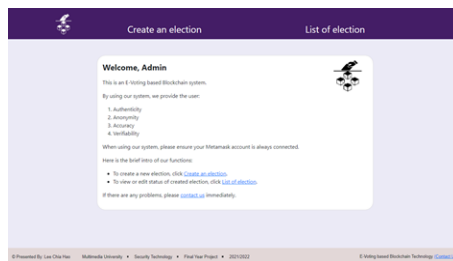 Create an election
List of election
Welcome, Admin
This is an E-Voting based Blockchain system.
By using our system, we provide the user:
1. Authenticity
2. Anonymity
3. Accuracy
4. Verifiability
When using our system, please ensure your Metamask account is always connected.
Here is the brief intro of our functions:
• To create a new election, click Create an election.
• To view or edit status of created election, click List of election.
If there are any problems, please contact us immediately.
© Presented By: Lee Chia Hao Multimedia University • Security Technology • Final Year Project • 2021/2022
E-Voting based Blockchain Technology Contact